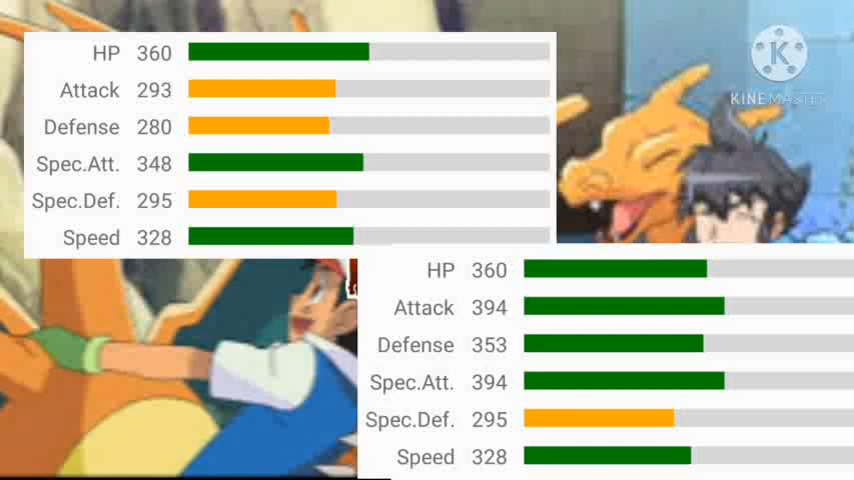 HP 360
Attack 293
Defense 280
Spec.Att. 348
Spec.Def. 295
Speed 328
K
KINEMASTER
HP 360
Attack 394
Defense 353
Spec.Att. 394
Spec.Def. 295
Speed 328